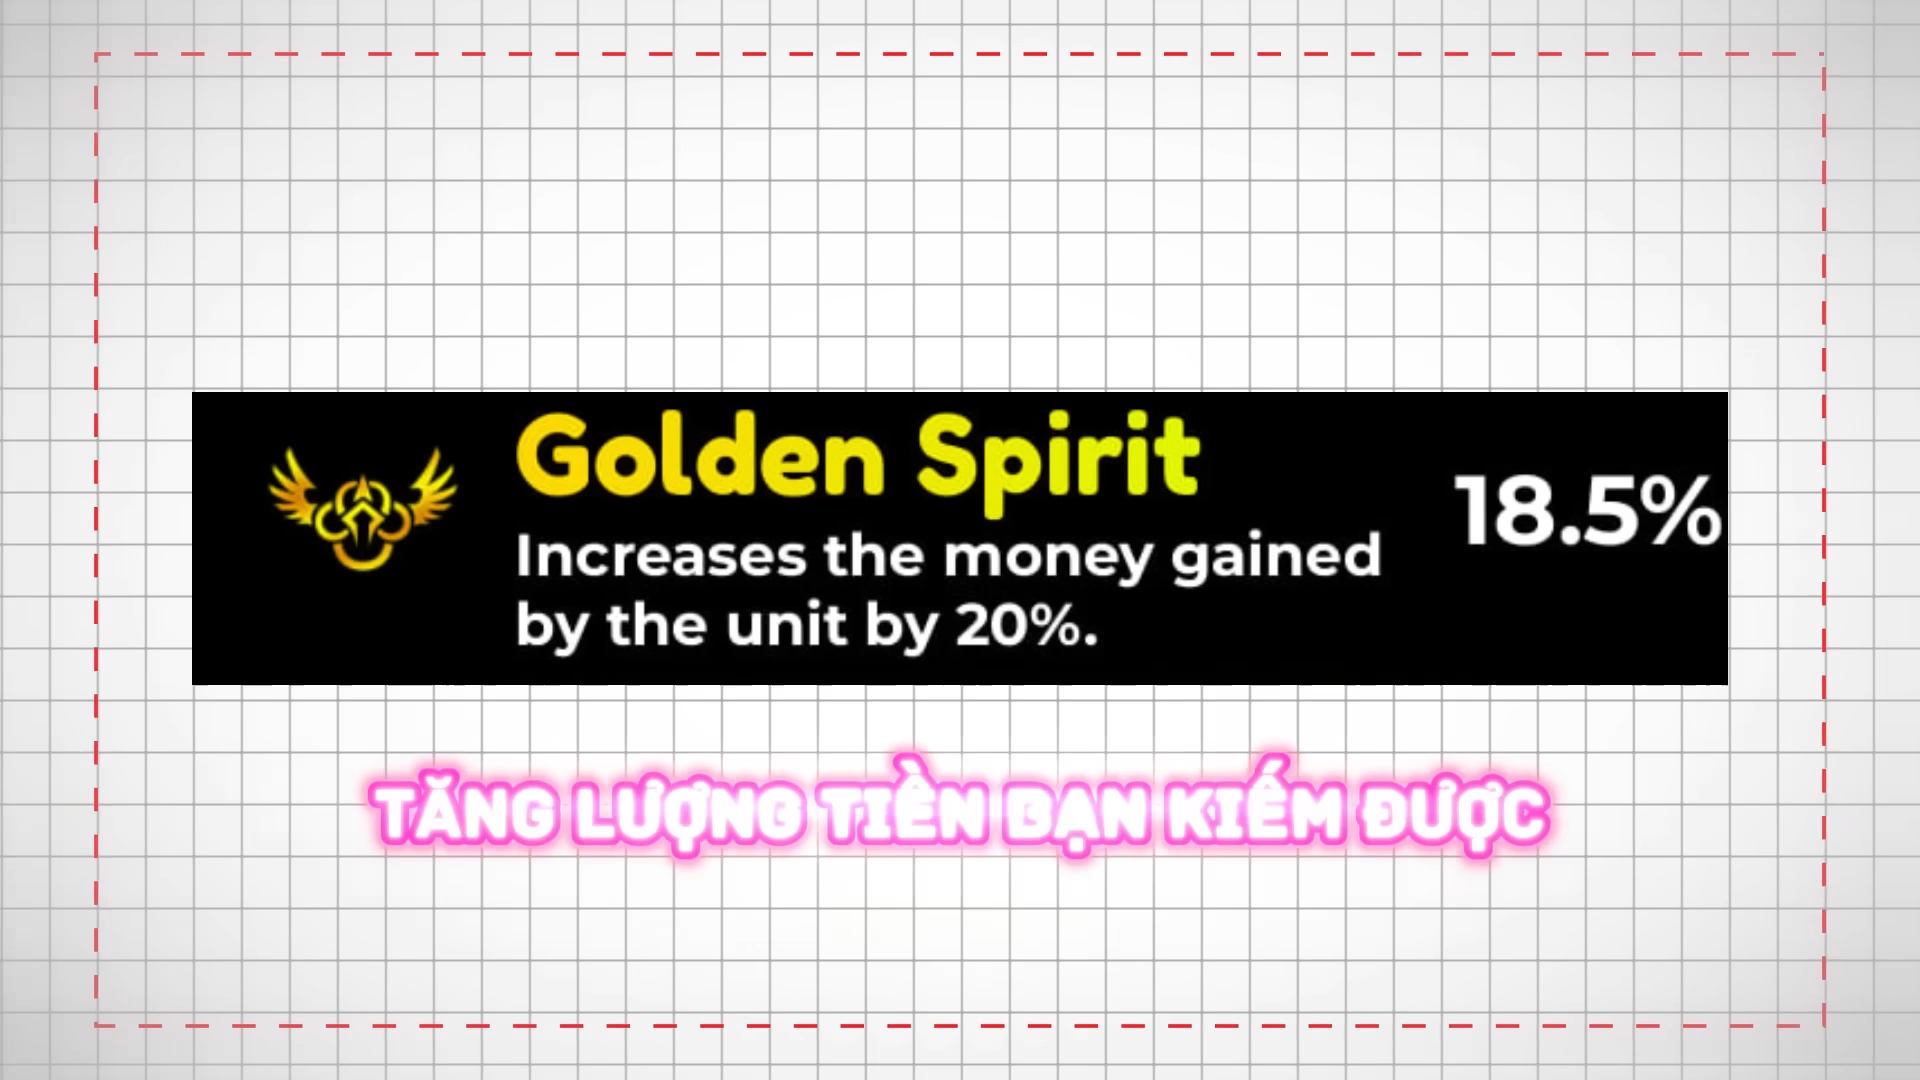 Golden Spirit
Increases the money gained
by the unit by 20%.
18.5%
TĂNG LƯỢNG TIỀN BẠN KIẾM ĐƯỢC